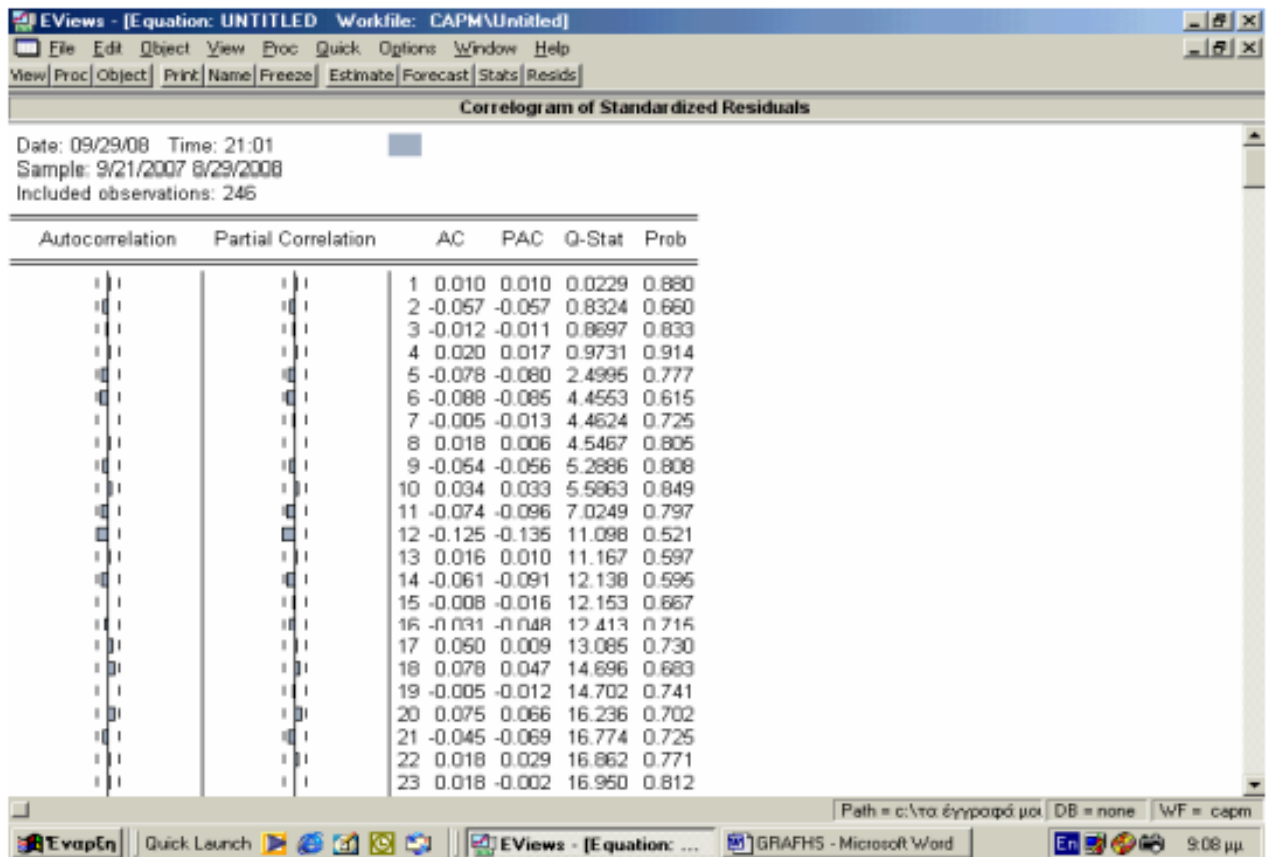 EViews - [Equation: UNTITLED Workfile: CAPM\Untitled]
File Edit Object View Proc Quick Options Window Help
View Proc Object Print Name Freeze Estimate Forecast Stats Resids
Correlogram of Standardized Residuals
Date: 09/29/08 Time: 21:01
Sample: 9/21/2007 8/29/2008
Included observations: 246
Autocorrelation Partial Correlation AC PAC Q-Stat Prob
1 0.010 0.010 0.0229 0.880
2 -0.057 -0.057 0.8324 0.660
3 -0.012 -0.011 0.8697 0.833
4 0.020 0.017 0.9731 0.914
5 -0.078 -0.080 2.4995 0.777
6 -0.088 -0.085 4.4553 0.615
7 -0.005 -0.013 4.4624 0.725
8 0.018 0.006 4.5467 0.805
9 -0.054 -0.056 5.2886 0.808
10 0.034 0.033 5.5863 0.849
11 -0.074 -0.096 7.0249 0.797
12 -0.125 -0.135 11.098 0.521
13 0.016 0.010 11.167 0.597
14 -0.061 -0.091 12.138 0.595
15 -0.008 -0.016 12.153 0.667
16 -0.031 -0.048 12.413 0.715
17 0.050 0.009 13.085 0.730
18 0.078 0.047 14.696 0.683
19 -0.005 -0.012 14.702 0.741
20 0.075 0.066 16.236 0.702
21 -0.045 -0.069 16.774 0.725
22 0.018 0.029 16.862 0.771
23 0.018 -0.002 16.950 0.812
Path = c:\τα έγγραφά μου DB = none WF = capm
Έναρξη Quick Launch EViews - [Equation: ... GRAFHS - Microsoft Word En 9:08 μμ